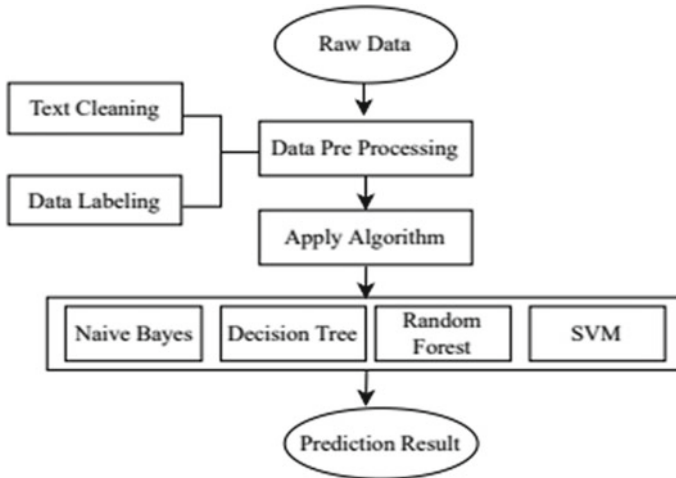 Raw Data
Text Cleaning
Data Pre Processing
Data Labeling
Apply Algorithm
Naive Bayes
Decision Tree
Random
Forest
SVM
Prediction Result